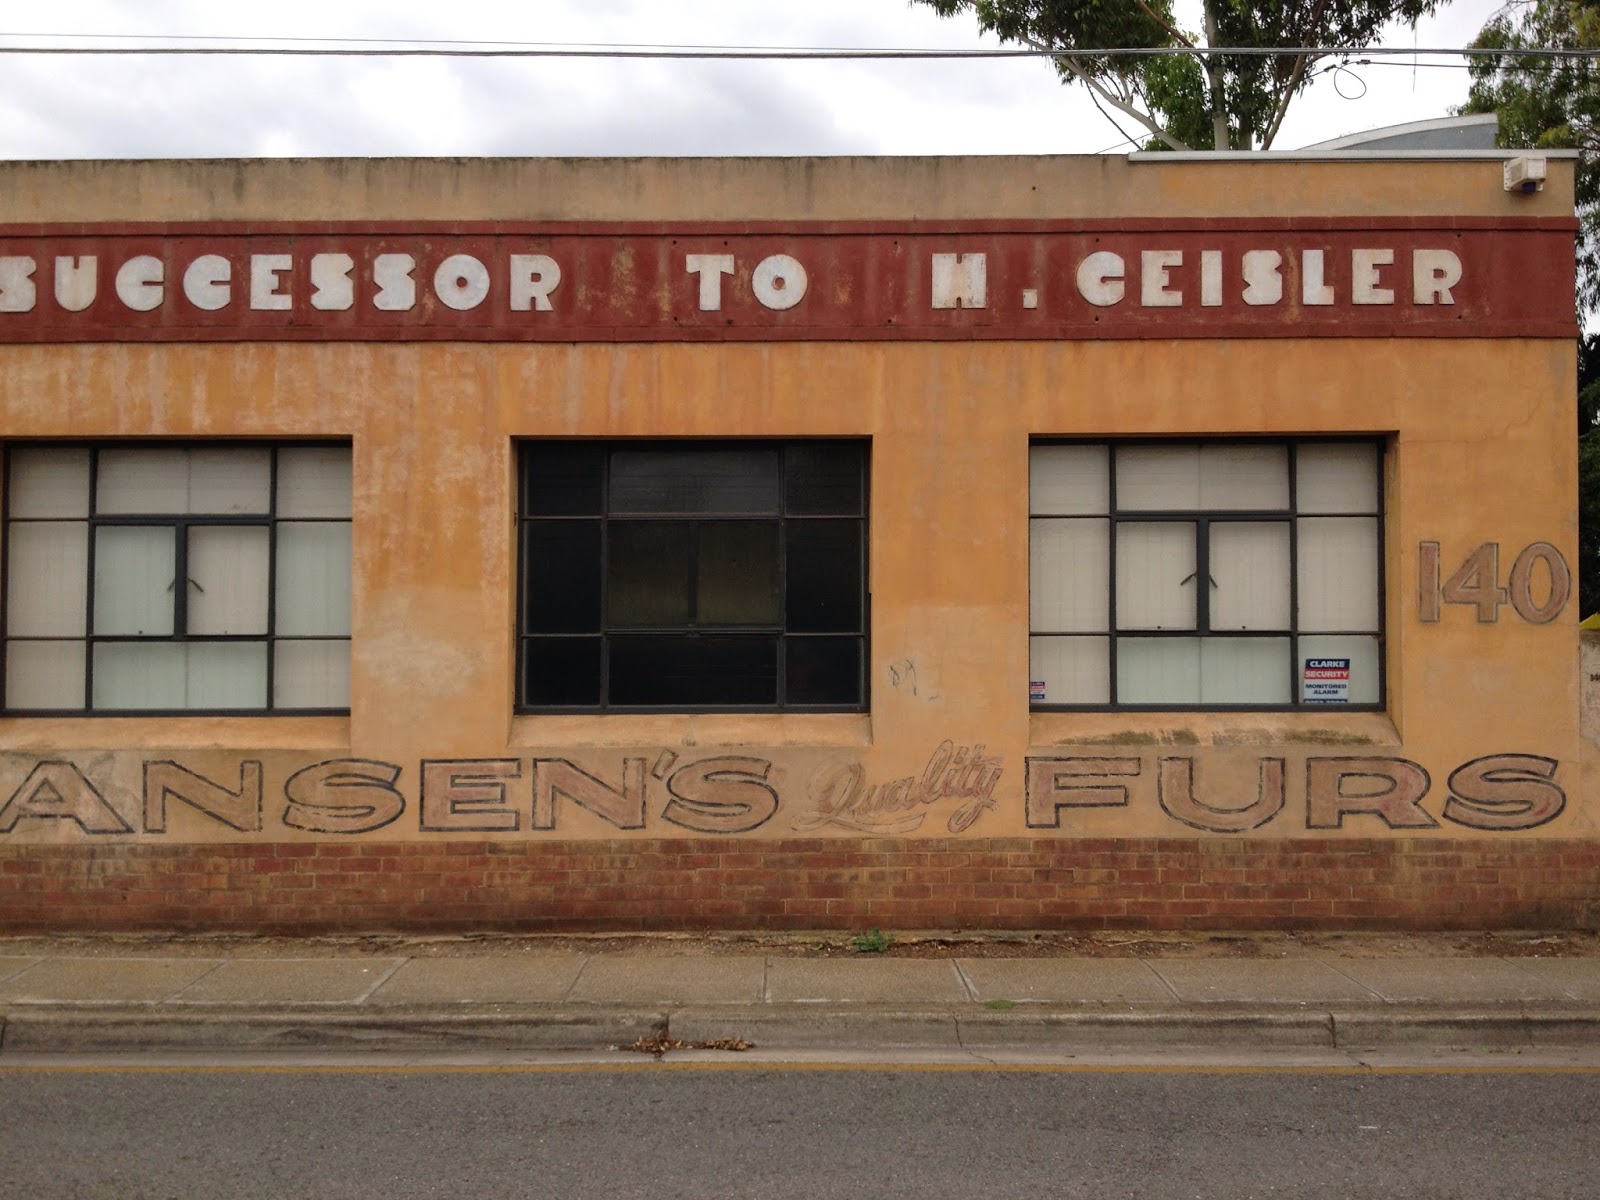 SUCCESSOR TO H. GEISLER
140
CLARKE
SECURITY
MONITORED
ALARM
ANSEN'S Quality FURS